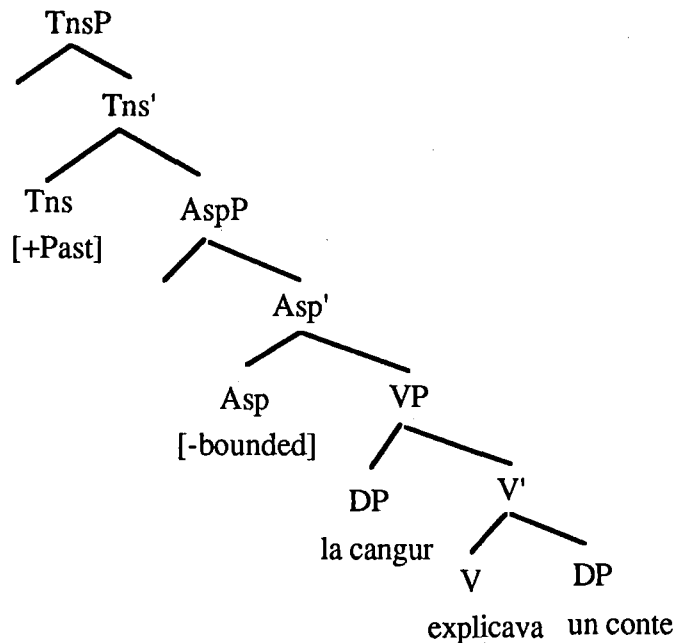 TnsP
Tns'
Tns AspP
[+Past]
Asp'
Asp VP
[-bounded]
DP V'
la cangur
V DP
explicava un conte